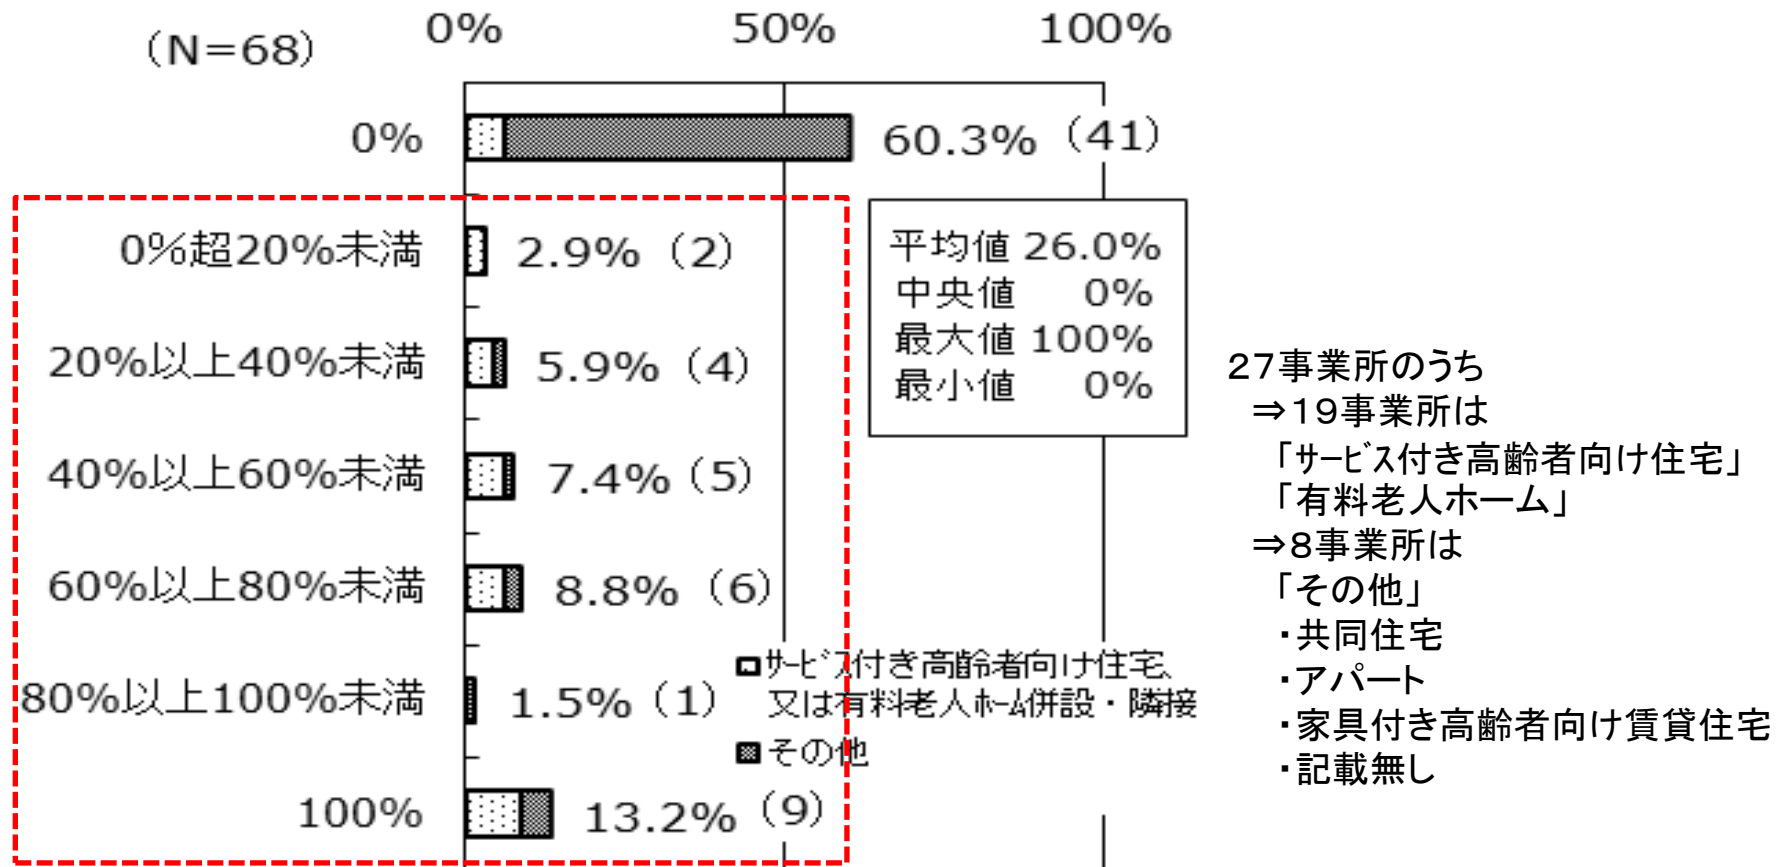 （N=68）
0%
50%
100%
0%
60.3%（41）
0%超20%未満
2.9%（2）
20%以上40%未満
5.9%（4）
40%以上60%未満
7.4%（5）
60%以上80%未満
8.8%（6）
80%以上100%未満
1.5%（1）
100%
13.2%（9）
平均値 26.0%
中央値 0%
最大値 100%
最小値 0%
ｻｰﾋﾞｽ付き高齢者向け住宅、
又は有料老人ﾎｰﾑ併設・隣接
その他
２７事業所のうち
⇒１９事業所は
「ｻｰﾋﾞｽ付き高齢者向け住宅」
「有料老人ホーム」
⇒８事業所は
「その他」
・共同住宅
・アパート
・家具付き高齢者向け賃貸住宅
・記載無し